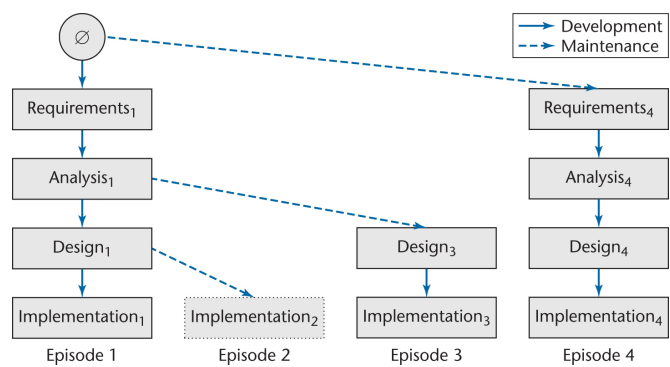 ∅
Development
Maintenance
Requirements₁
Requirements₄
Analysis₁
Analysis₄
Design₁
Design₃
Design₄
Implementation₁
Implementation₂
Implementation₃
Implementation₄
Episode 1
Episode 2
Episode 3
Episode 4